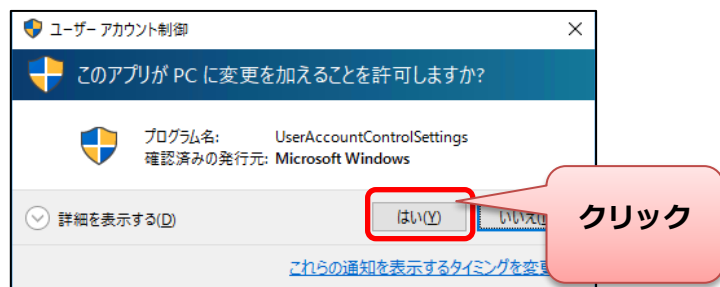 ユーザー アカウント制御
このアプリが PC に変更を加えることを許可しますか?
プログラム名: UserAccountControlSettings
確認済みの発行元: Microsoft Windows
詳細を表示する(D)
はい(Y)
いいえ
クリック
これらの通知を表示するタイミングを変